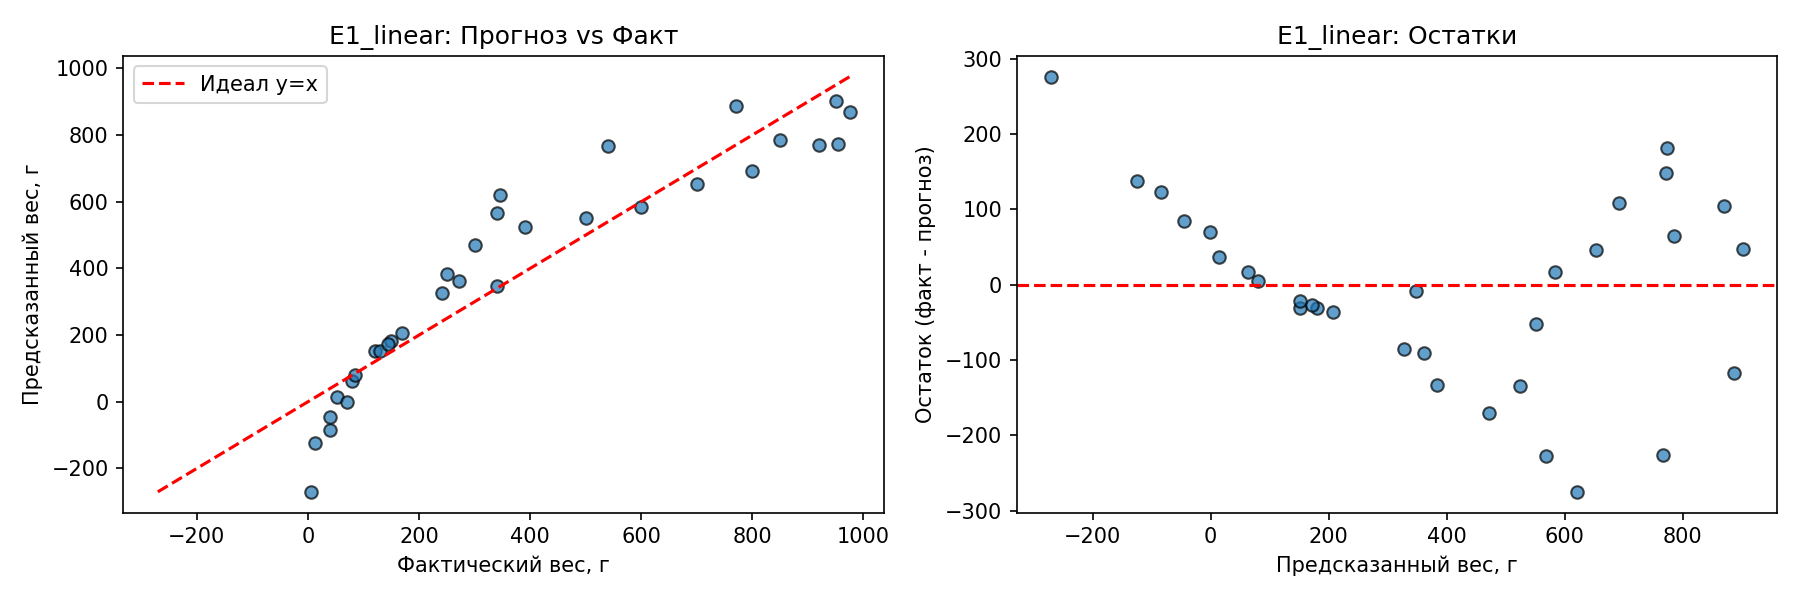 E1_linear: Прогноз vs Факт
Идеал y=x
1000
800
600
400
200
0
−200
−200 0 200 400 600 800 1000
Предсказанный вес, г
Фактический вес, г
E1_linear: Остатки
300
200
100
0
−100
−200
−300
−200 0 200 400 600 800
Остаток (факт - прогноз)
Предсказанный вес, г